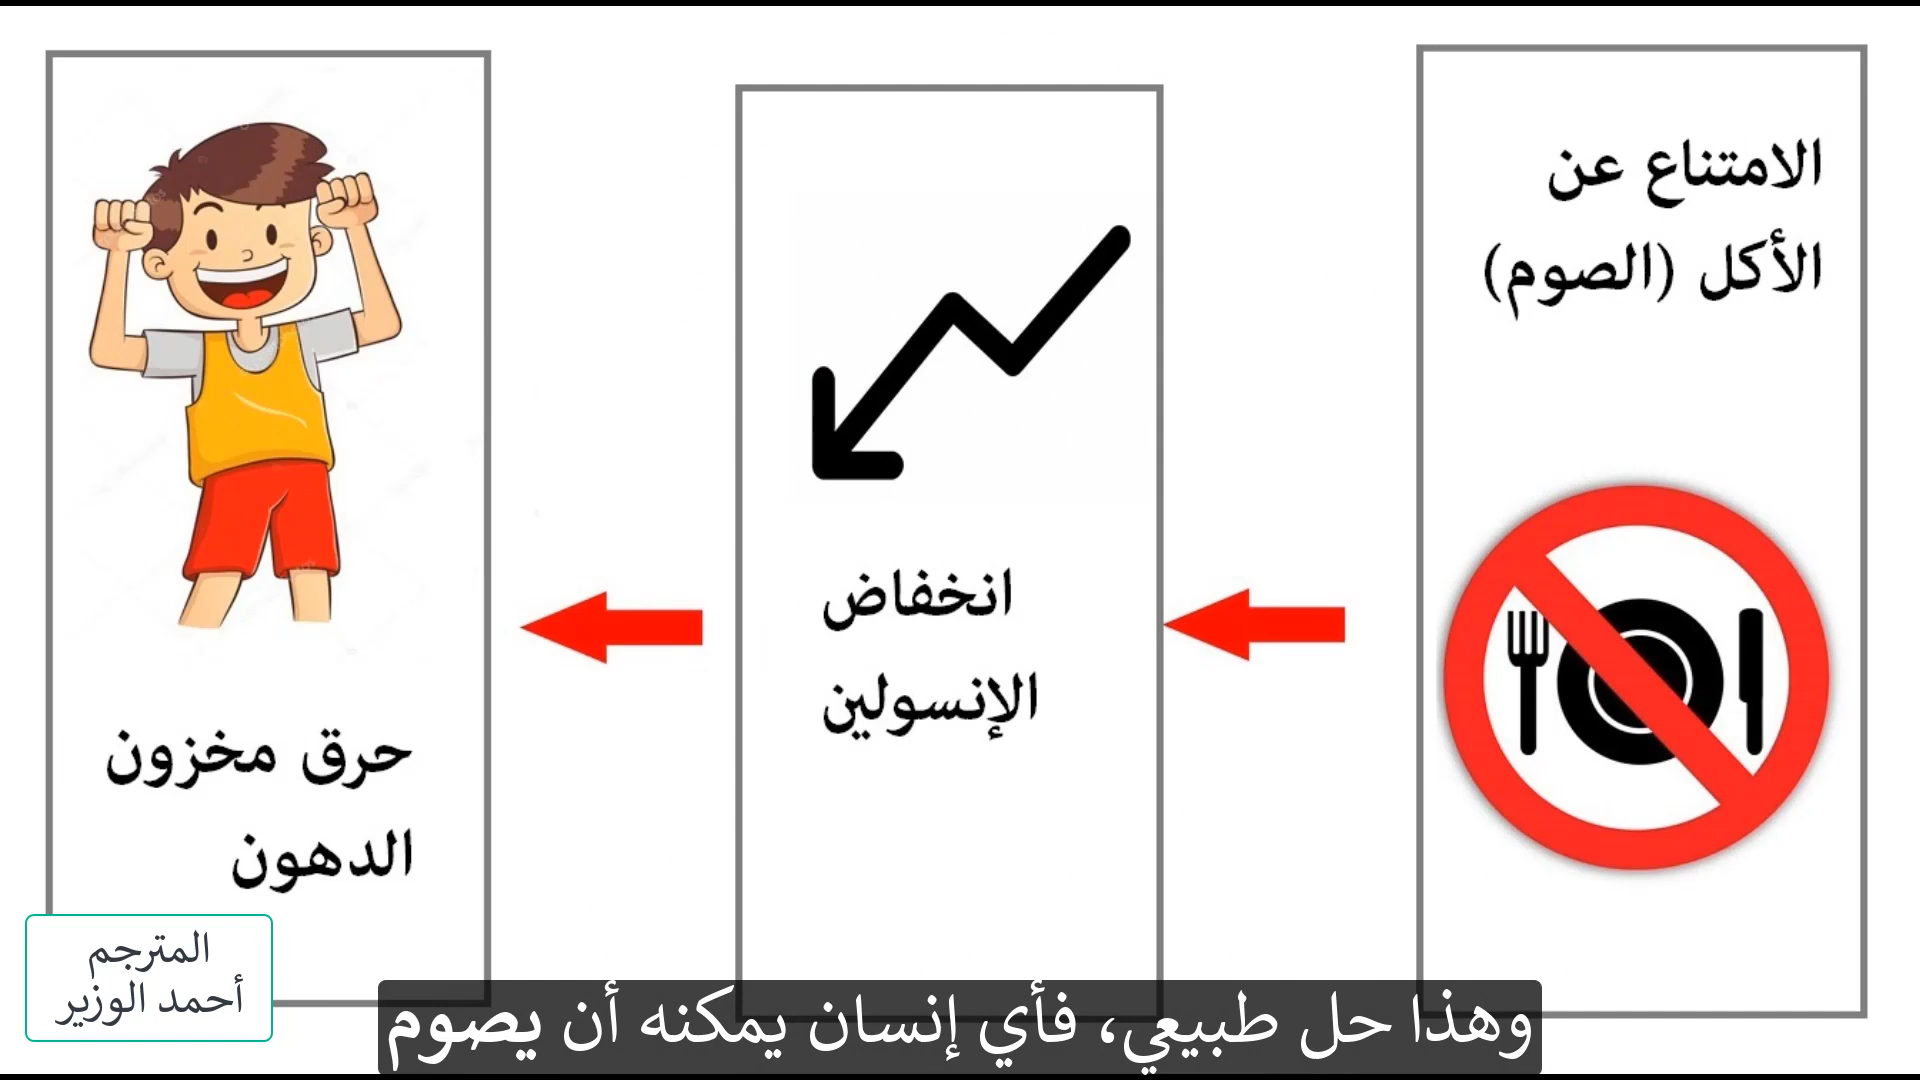 الامتناع عن
الأكل (الصوم)
انخفاض
الإنسولين
حرق مخزون
الدهون
المترجم
أحمد الوزير
وهذا حل طبيعي، فأي إنسان يمكنه أن يصوم